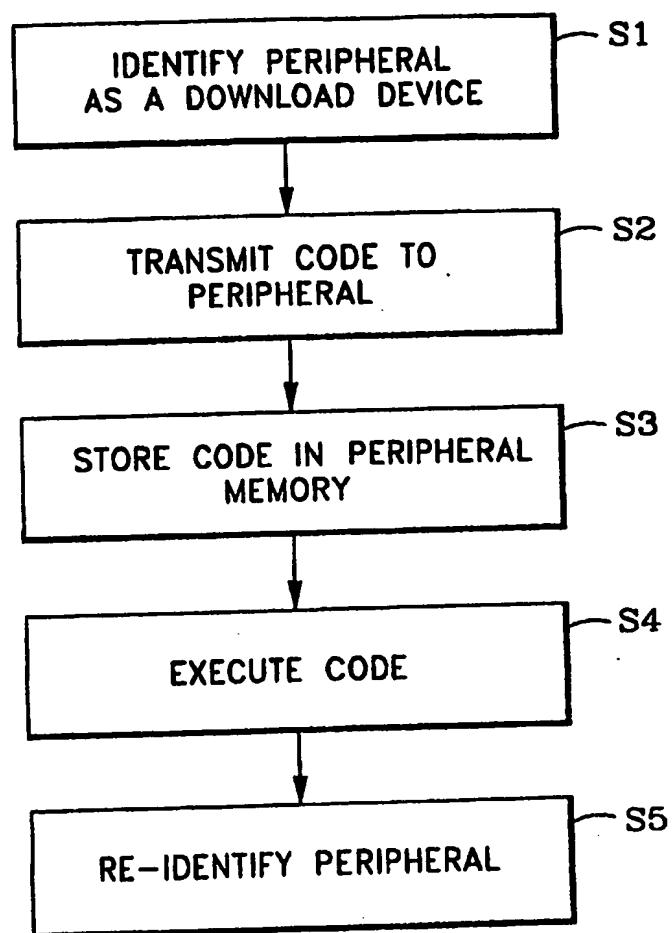 IDENTIFY PERIPHERAL
AS A DOWNLOAD DEVICE
S1
TRANSMIT CODE TO
PERIPHERAL
S2
STORE CODE IN PERIPHERAL
MEMORY
S3
EXECUTE CODE
S4
RE-IDENTIFY PERIPHERAL
S5